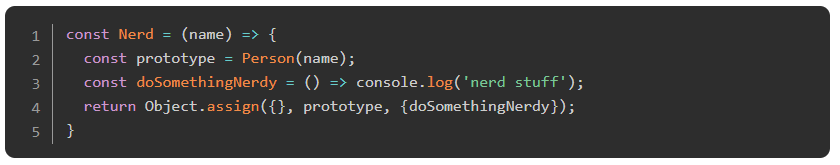 1 const Nerd = (name) => {
2   const prototype = Person(name);
3   const doSomethingNerdy = () => console.log('nerd stuff');
4   return Object.assign({}, prototype, {doSomethingNerdy});
5 }